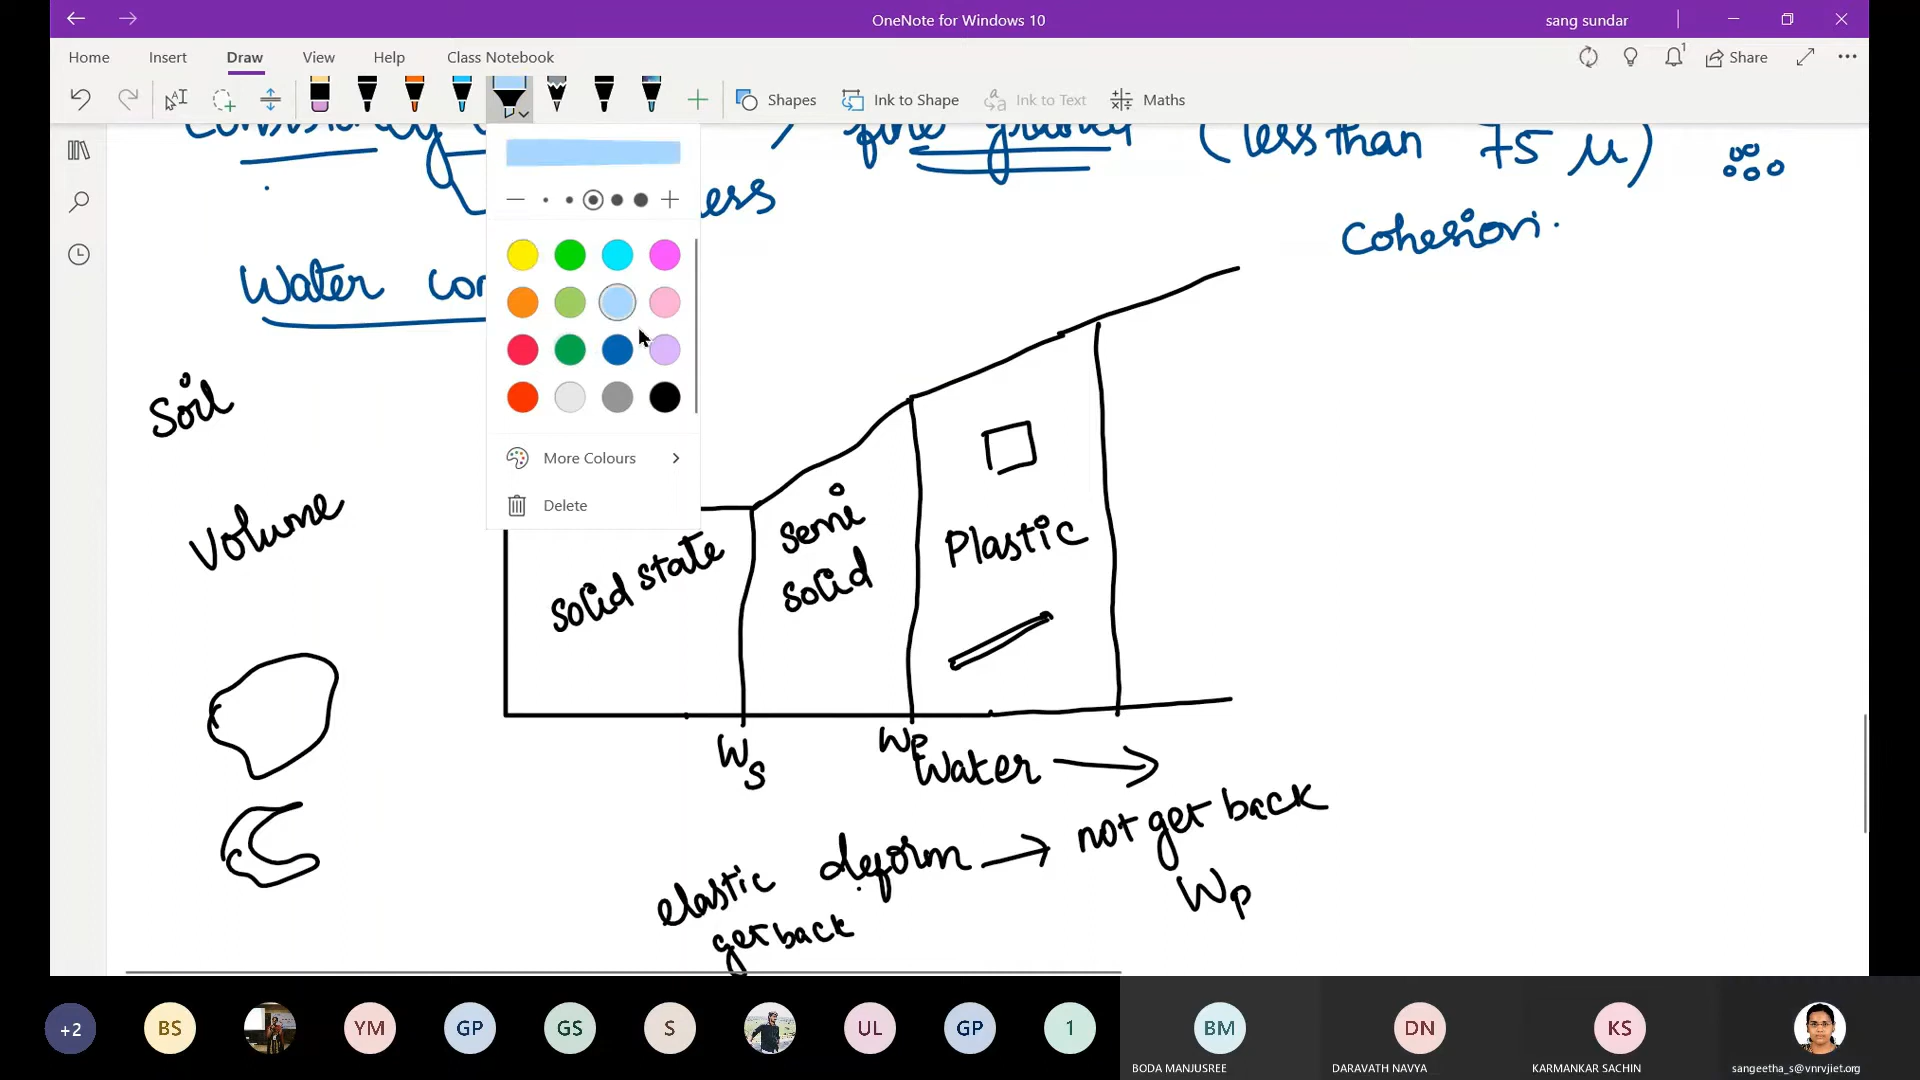 OneNote for Windows 10
sang sundar
Home Insert Draw View Help Class Notebook
1 Share
Shapes Ink to Shape Ink to Text Maths
fine grained (less than 75 μ)
ess
Cohesion.
Water con
Soil
Volume
More Colours
Delete
solid state
semi
solid
Plastic
Ws
Wp
Water →
elastic deform → not get back
get back
Wp
+2 BS YM GP GS S UL GP 1 BM DN KS
BODA MANJUSREE DARAVATH NAVYA KARMANKAR SACHIN sangeetha_s@vnrvjiet.org